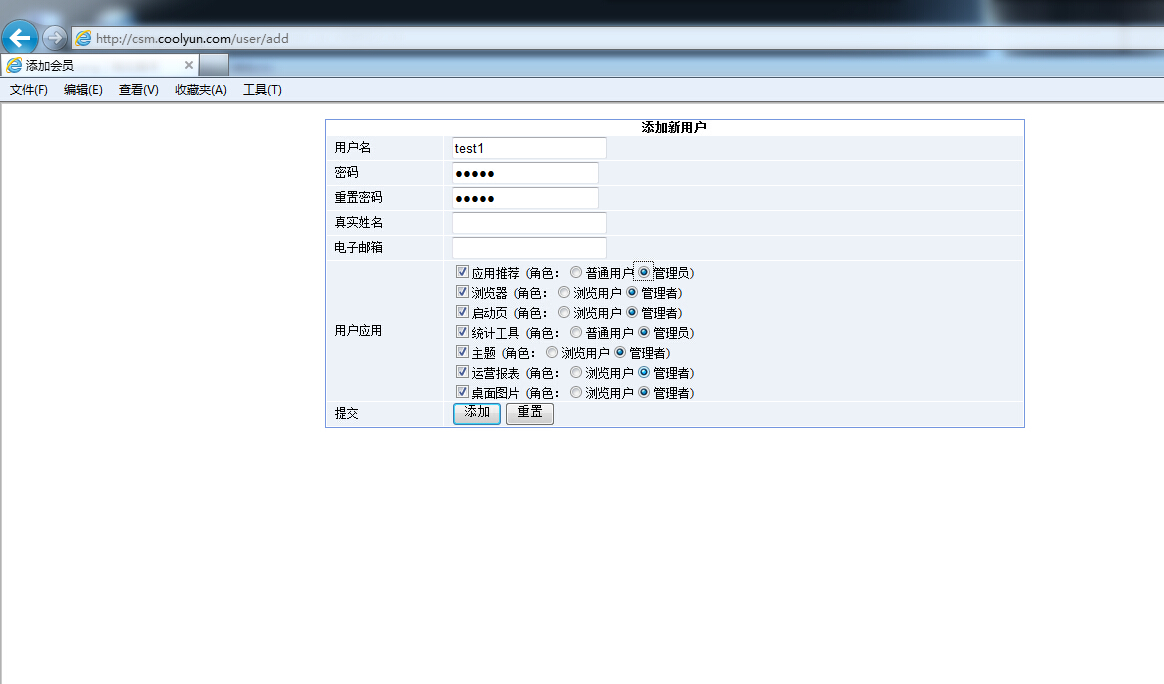 http://csm.coolyun.com/user/add
添加会员
文件(F) 编辑(E) 查看(V) 收藏夹(A) 工具(T)
添加新用户
用户名 test1
密码 ●●●●●
重置密码 ●●●●●
真实姓名
电子邮箱
用户应用
应用推荐 (角色: 普通用户 管理员)
浏览器 (角色: 浏览用户 管理者)
启动页 (角色: 浏览用户 管理者)
统计工具 (角色: 普通用户 管理员)
主题 (角色: 浏览用户 管理者)
运营报表 (角色: 浏览用户 管理者)
桌面图片 (角色: 浏览用户 管理者)
提交 添加 重置